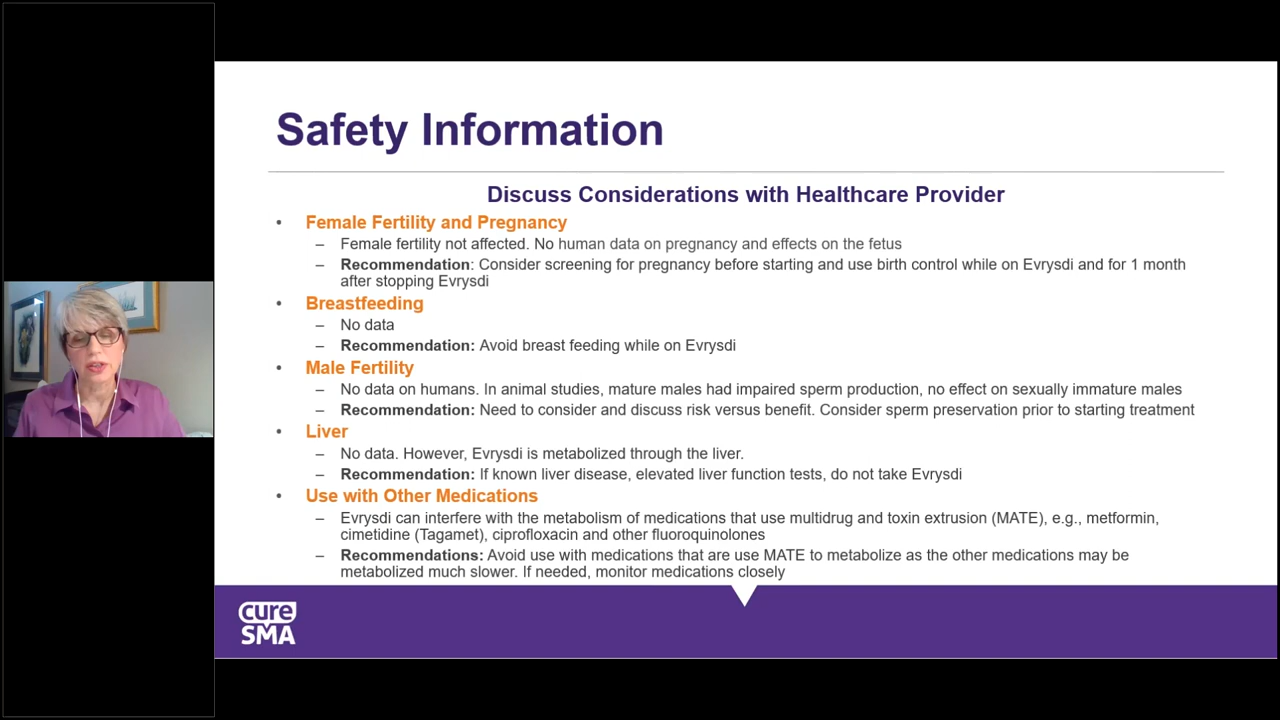 Safety Information
Discuss Considerations with Healthcare Provider
• Female Fertility and Pregnancy
– Female fertility not affected. No human data on pregnancy and effects on the fetus
– Recommendation: Consider screening for pregnancy before starting and use birth control while on Evrysdi and for 1 month
after stopping Evrysdi
• Breastfeeding
– No data
– Recommendation: Avoid breast feeding while on Evrysdi
• Male Fertility
– No data on humans. In animal studies, mature males had impaired sperm production, no effect on sexually immature males
– Recommendation: Need to consider and discuss risk versus benefit. Consider sperm preservation prior to starting treatment
• Liver
– No data. However, Evrysdi is metabolized through the liver.
– Recommendation: If known liver disease, elevated liver function tests, do not take Evrysdi
• Use with Other Medications
– Evrysdi can interfere with the metabolism of medications that use multidrug and toxin extrusion (MATE), e.g., metformin,
cimetidine (Tagamet), ciprofloxacin and other fluoroquinolones
– Recommendations: Avoid use with medications that are use MATE to metabolize as the other medications may be
metabolized much slower. If needed, monitor medications closely
cure
SMA